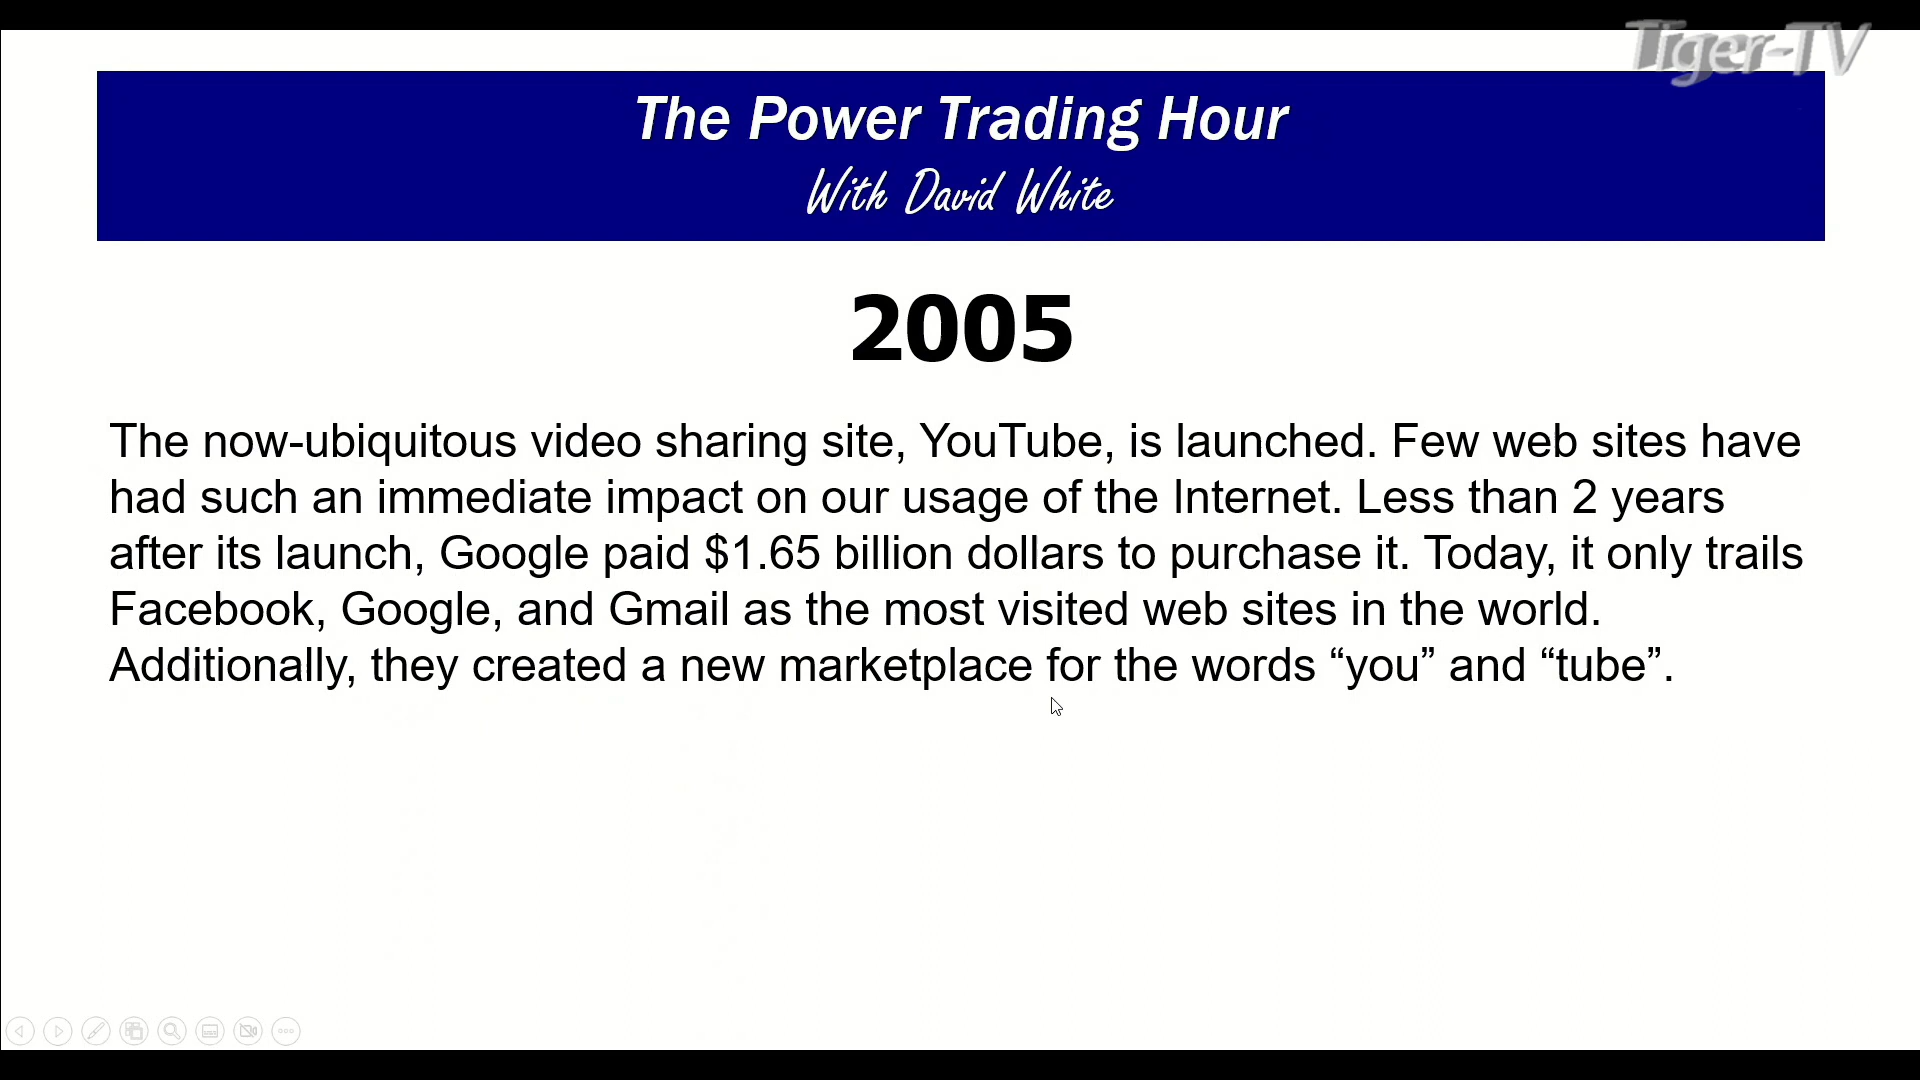 Tiger-TV
The Power Trading Hour
With David White
2005
The now-ubiquitous video sharing site, YouTube, is launched. Few web sites have
had such an immediate impact on our usage of the Internet. Less than 2 years
after its launch, Google paid $1.65 billion dollars to purchase it. Today, it only trails
Facebook, Google, and Gmail as the most visited web sites in the world.
Additionally, they created a new marketplace for the words “you” and “tube”.